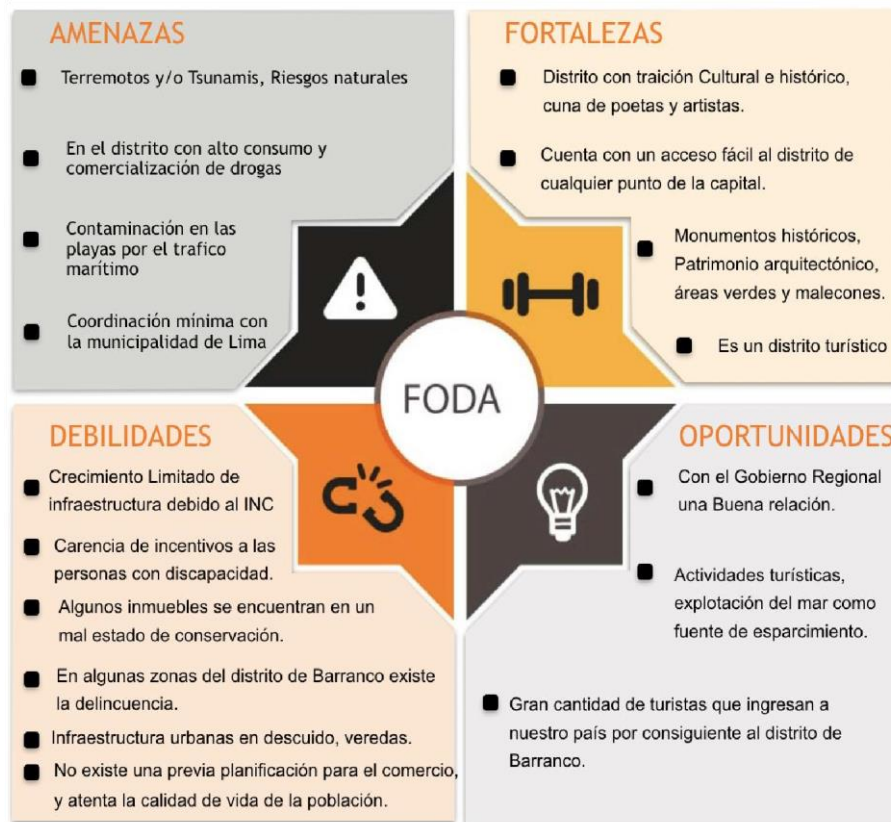 AMENAZAS
Terremotos y/o Tsunamis, Riesgos naturales
En el distrito con alto consumo y
comercialización de drogas
Contaminación en las
playas por el trafico
marítimo
Coordinación mínima con
la municipalidad de Lima
FORTALEZAS
Distrito con traición Cultural e histórico,
cuna de poetas y artistas.
Cuenta con un acceso fácil al distrito de
cualquier punto de la capital.
Monumentos históricos,
Patrimonio arquitectónico,
áreas verdes y malecones.
Es un distrito turístico
FODA
DEBILIDADES
Crecimiento Limitado de
infraestructura debido al INC
Carencia de incentivos a las
personas con discapacidad.
Algunos inmuebles se encuentran en un
mal estado de conservación.
En algunas zonas del distrito de Barranco existe
la delincuencia.
Infraestructura urbanas en descuido, veredas.
No existe una previa planificación para el comercio,
y atenta la calidad de vida de la población.
OPORTUNIDADES
Con el Gobierno Regional
una Buena relación.
Actividades turísticas,
explotación del mar como
fuente de esparcimiento.
Gran cantidad de turistas que ingresan a
nuestro país por consiguiente al distrito de
Barranco.